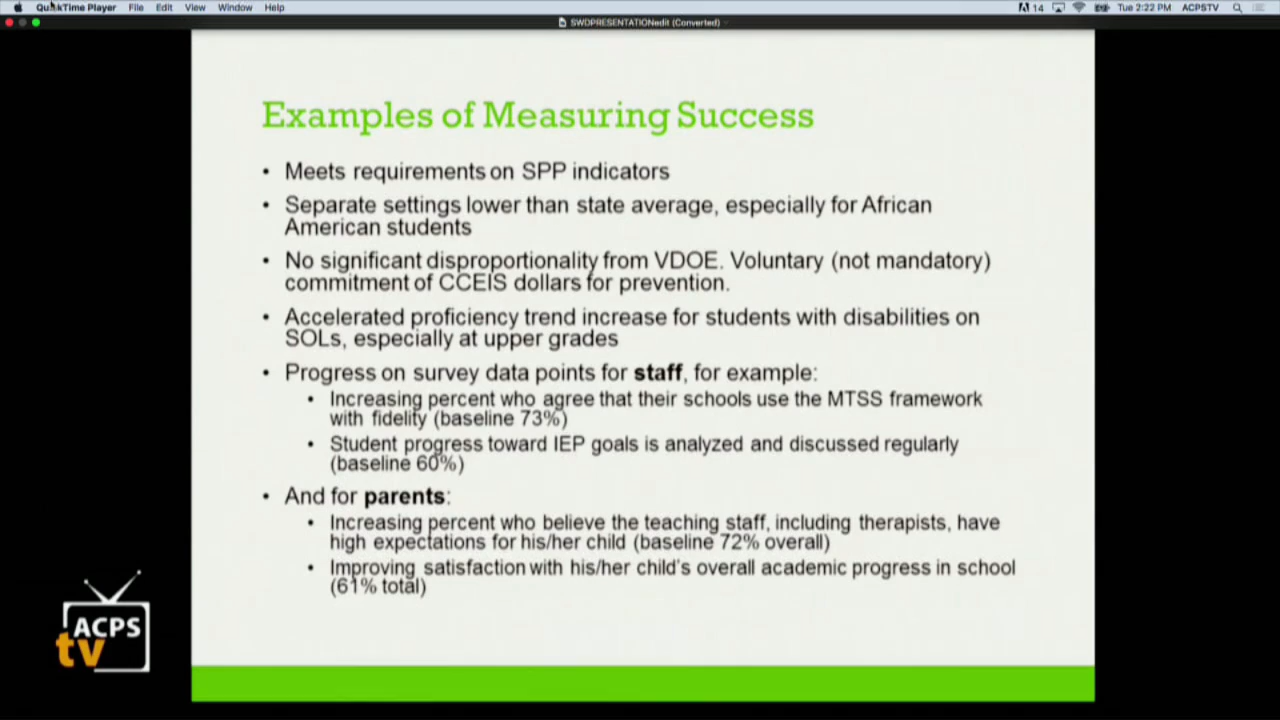 QuickTime Player File Edit View Window Help 14 Tue 2:22 PM ACPSTV
SWDPRESENTATIONedit (Converted)
Examples of Measuring Success
• Meets requirements on SPP indicators
• Separate settings lower than state average, especially for African
American students
• No significant disproportionality from VDOE. Voluntary (not mandatory)
commitment of CCEIS dollars for prevention.
• Accelerated proficiency trend increase for students with disabilities on
SOLs, especially at upper grades
• Progress on survey data points for staff, for example:
• Increasing percent who agree that their schools use the MTSS framework
with fidelity (baseline 73%)
• Student progress toward IEP goals is analyzed and discussed regularly
(baseline 60%)
• And for parents:
• Increasing percent who believe the teaching staff, including therapists, have
high expectations for his/her child (baseline 72% overall)
• Improving satisfaction with his/her child's overall academic progress in school
(61% total)
ACPS
tv